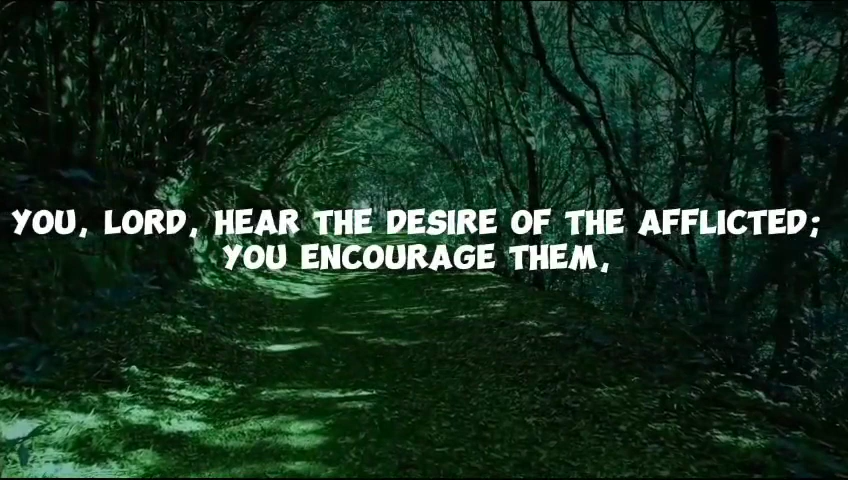 YOU, LORD, HEAR THE DESIRE OF THE AFFLICTED;
YOU ENCOURAGE THEM,